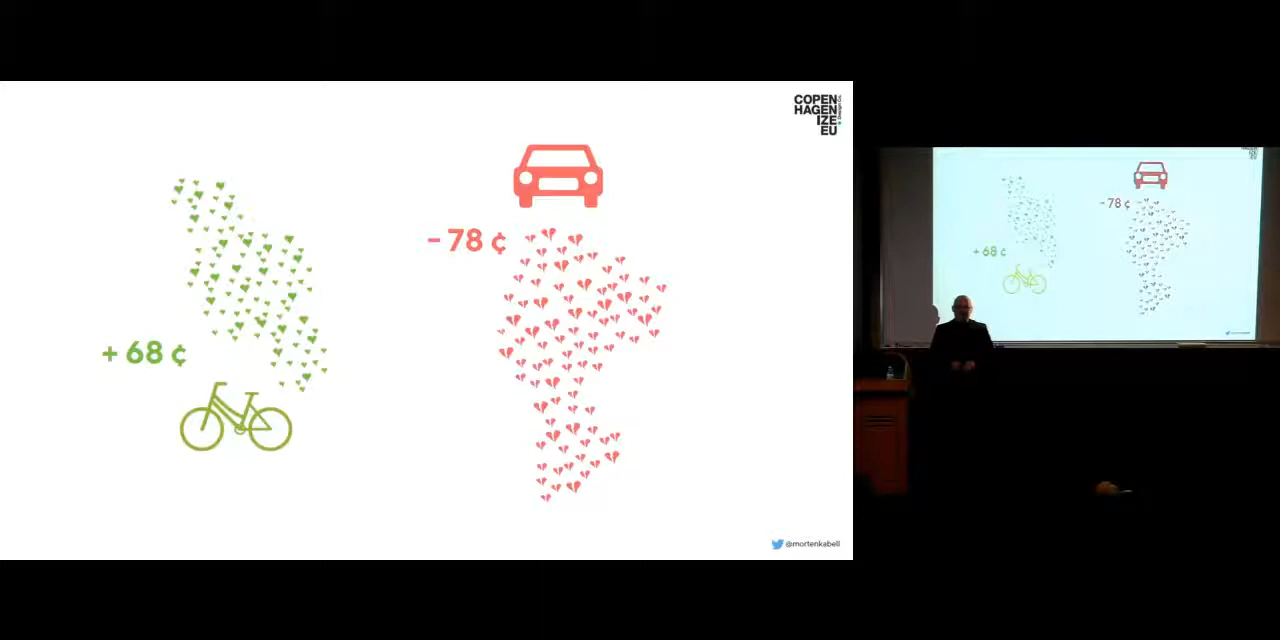 COPEN
HAGEN
IZE
EU
- 78 ¢
+ 68 ¢
@mortenkabell
- 78 ¢
+ 68 ¢